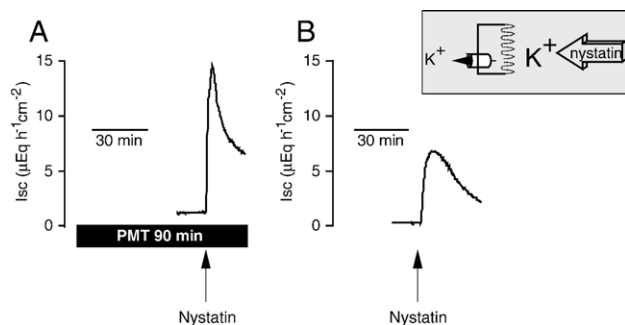 A
Isc (µEq h⁻¹cm⁻²)
15
10
5
0
30 min
PMT 90 min
Nystatin
B
Isc (µEq h⁻¹cm⁻²)
15
10
5
0
30 min
Nystatin
K⁺
K⁺
nystatin